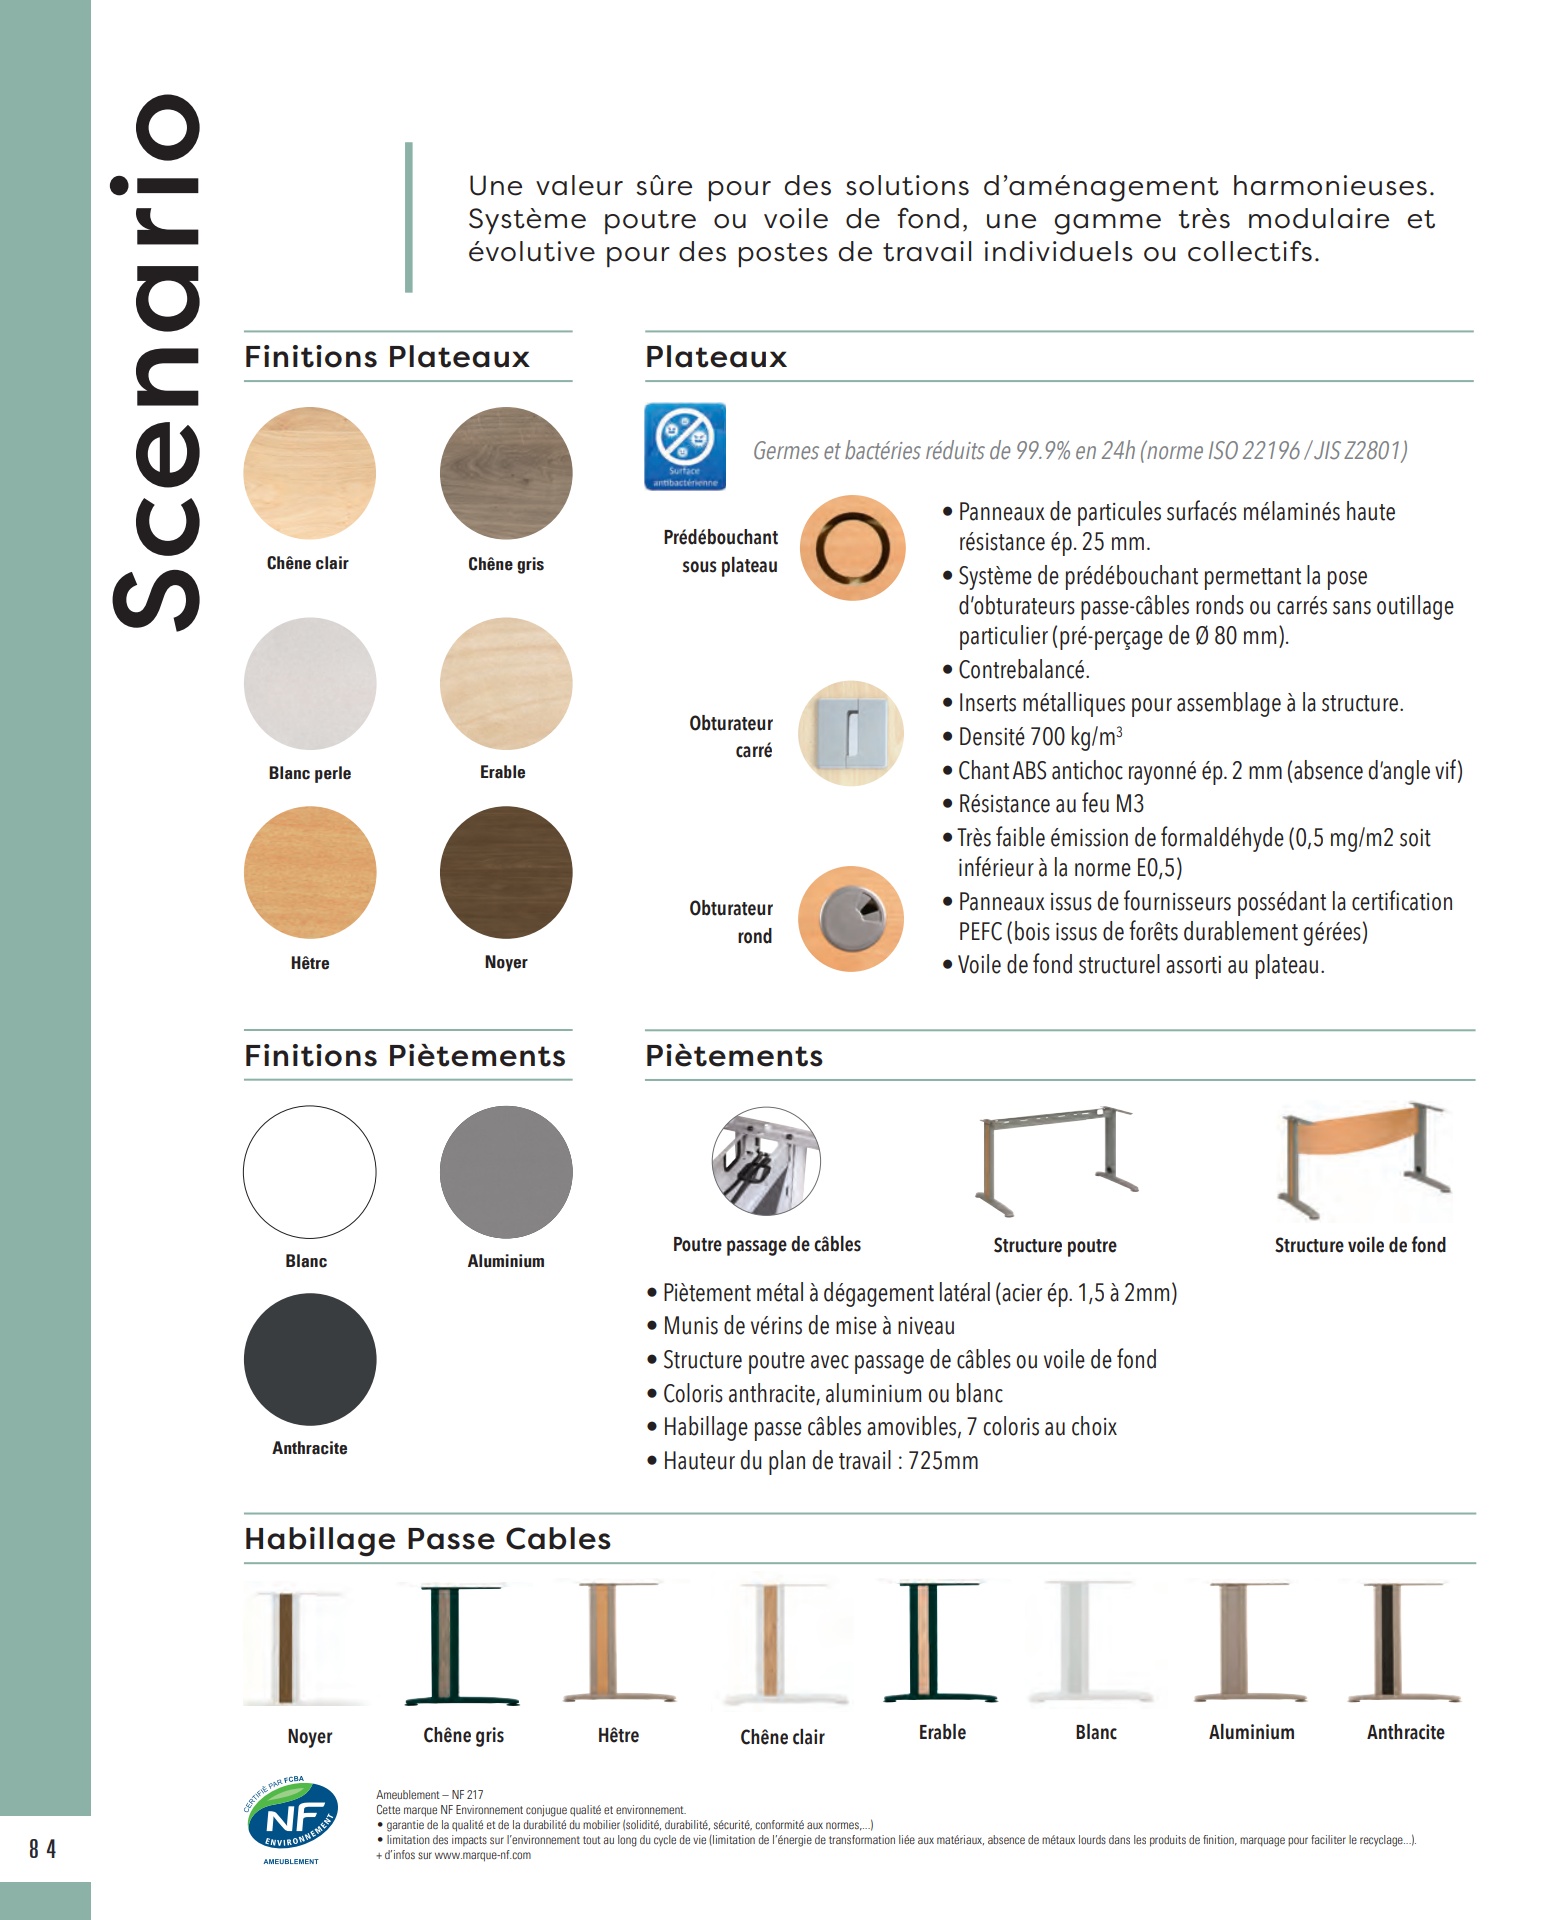 Scenario
Une valeur sûre pour des solutions d’aménagement harmonieuses.
Système poutre ou voile de fond, une gamme très modulaire et
évolutive pour des postes de travail individuels ou collectifs.
Finitions Plateaux
Chêne clair
Chêne gris
Blanc perle
Erable
Hêtre
Noyer
Plateaux
Surface
antibactérienne
Germes et bactéries réduits de 99.9% en 24h (norme ISO 22196 / JIS Z2801)
Prédébouchant
sous plateau
Obturateur
carré
Obturateur
rond
• Panneaux de particules surfacés mélaminés haute
résistance ép. 25 mm.
• Système de prédébouchant permettant la pose
d’obturateurs passe-câbles ronds ou carrés sans outillage
particulier (pré-perçage de Ø 80 mm).
• Contrebalancé.
• Inserts métalliques pour assemblage à la structure.
• Densité 700 kg/m³
• Chant ABS antichoc rayonné ép. 2 mm (absence d’angle vif)
• Résistance au feu M3
• Très faible émission de formaldéhyde (0,5 mg/m2 soit
inférieur à la norme E0,5)
• Panneaux issus de fournisseurs possédant la certification
PEFC (bois issus de forêts durablement gérées)
• Voile de fond structurel assorti au plateau.
Finitions Piètements
Blanc
Aluminium
Anthracite
Piètements
Poutre passage de câbles
Structure poutre
Structure voile de fond
• Piètement métal à dégagement latéral (acier ép. 1,5 à 2mm)
• Munis de vérins de mise à niveau
• Structure poutre avec passage de câbles ou voile de fond
• Coloris anthracite, aluminium ou blanc
• Habillage passe câbles amovibles, 7 coloris au choix
• Hauteur du plan de travail : 725mm
Habillage Passe Cables
Noyer
Chêne gris
Hêtre
Chêne clair
Erable
Blanc
Aluminium
Anthracite
CERTIFIÉ PAR FCBA
NF
ENVIRONNEMENT
AMEUBLEMENT
Ameublement – NF 217
Cette marque NF Environnement conjugue qualité et environnement.
• garantie de la qualité et de la durabilité du mobilier (solidité, durabilité, sécurité, conformité aux normes,...)
• limitation des impacts sur l’environnement tout au long du cycle de vie (limitation de l’énergie de transformation liée aux matériaux, absence de métaux lourds dans les produits de finition, marquage pour faciliter le recyclage...).
+ d’infos sur www.marque-nf.com
84